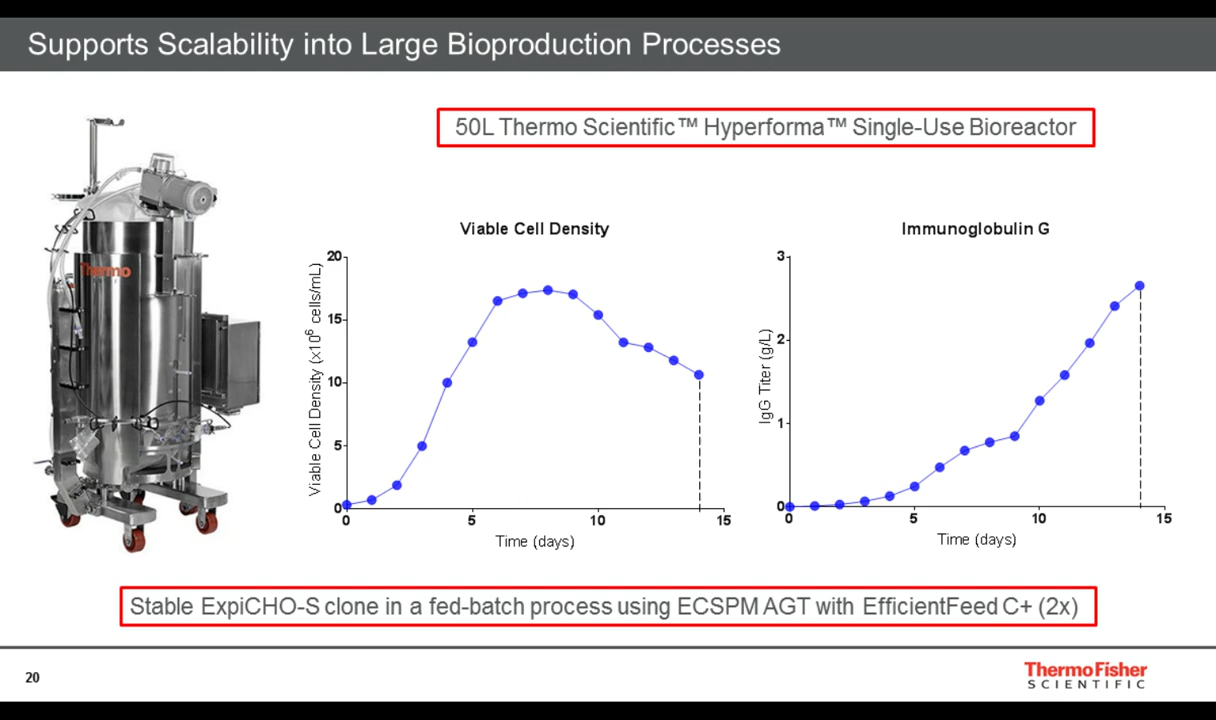 Supports Scalability into Large Bioproduction Processes
50L Thermo Scientific™ Hyperforma™ Single-Use Bioreactor
Thermo
Viable Cell Density
Viable Cell Density (x10⁶ cells/mL)
20
15
10
5
0
0 5 10 15
Time (days)
Immunoglobulin G
IgG Titer (g/L)
3
2
1
0
0 5 10 15
Time (days)
Stable ExpiCHO-S clone in a fed-batch process using ECSPM AGT with EfficientFeed C+ (2x)
20
ThermoFisher
SCIENTIFIC